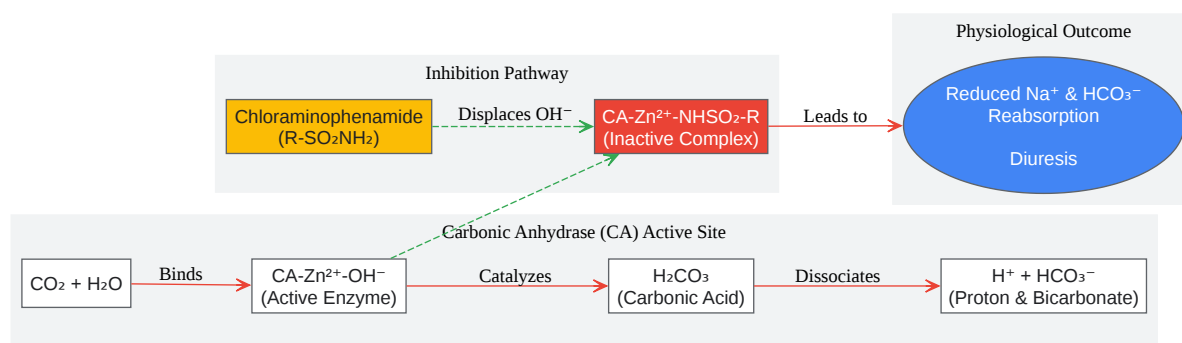 Physiological Outcome
Inhibition Pathway
Chloraminophenamide
(R-SO₂NH₂)
Displaces OH⁻
CA-Zn²⁺-NHSO₂-R
(Inactive Complex)
Leads to
Reduced Na⁺ & HCO₃⁻
Reabsorption
Diuresis
Carbonic Anhydrase (CA) Active Site
CO₂ + H₂O
Binds
CA-Zn²⁺-OH⁻
(Active Enzyme)
Catalyzes
H₂CO₃
(Carbonic Acid)
Dissociates
H⁺ + HCO₃⁻
(Proton & Bicarbonate)